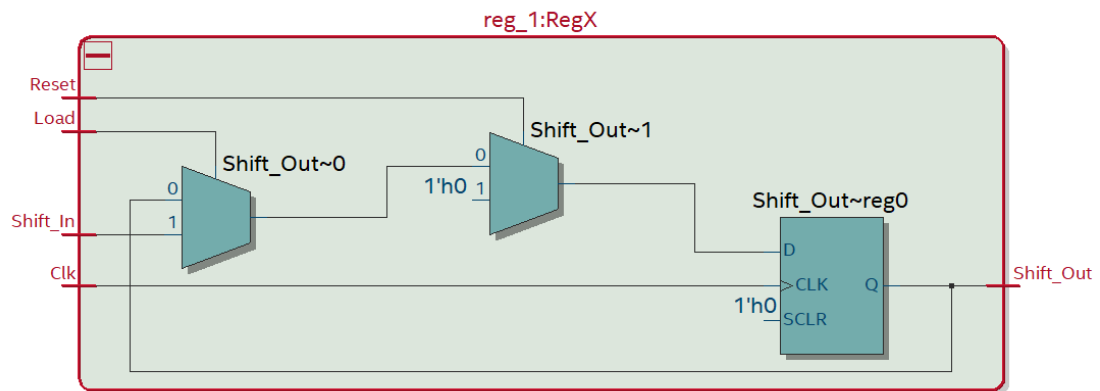 reg_1:RegX
Reset
Load
Shift_Out~1
Shift_Out~0
0
1'h0
1
0
1
Shift_In
Shift_Out~reg0
D
Clk
CLK
Q
Shift_Out
1'h0
SCLR